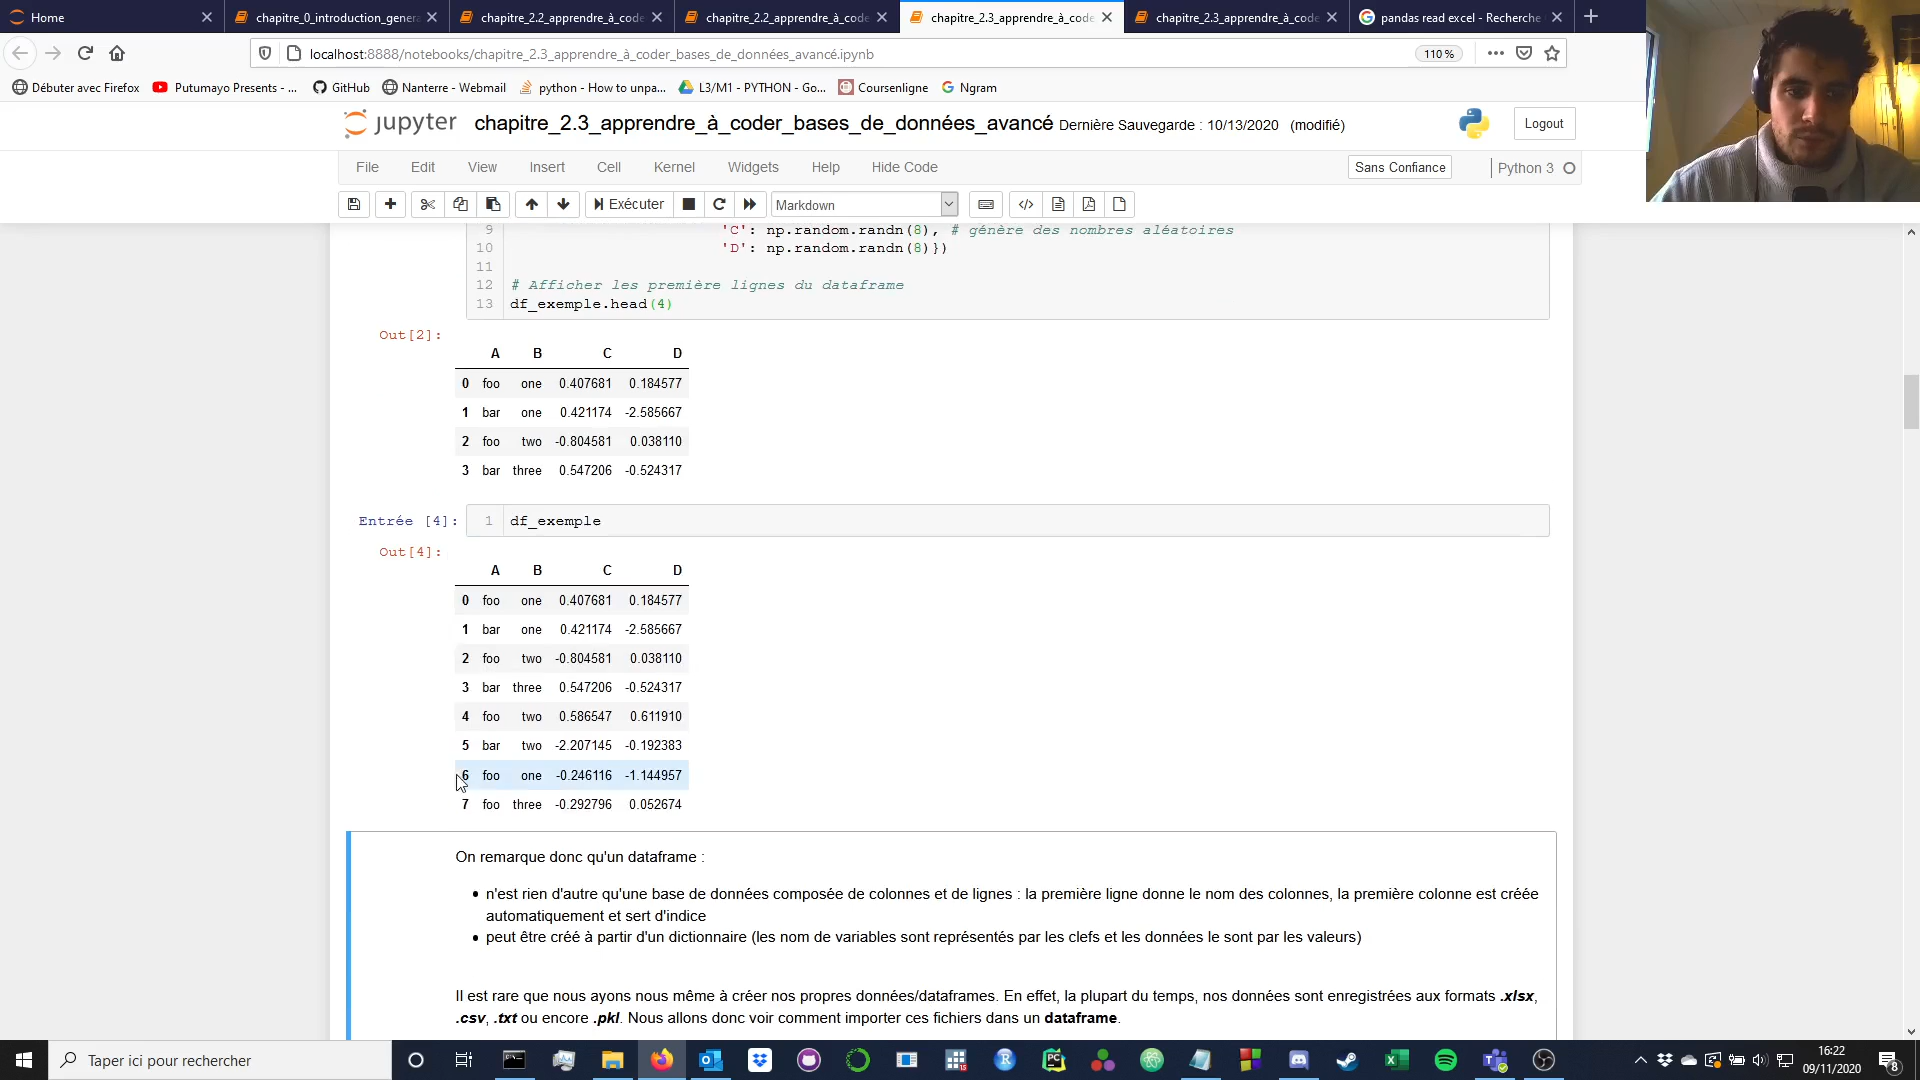 Home
chapitre_0_introduction_genera
chapitre_2.2_apprendre_à_code
chapitre_2.2_apprendre_à_code
chapitre_2.3_apprendre_à_code
chapitre_2.3_apprendre_à_code
pandas read excel - Recherche
localhost:8888/notebooks/chapitre_2.3_apprendre_à_coder_bases_de_données_avancé.ipynb
110 %
Débuter avec Firefox
Putumayo Presents - ...
GitHub
Nanterre - Webmail
python - How to unpa...
L3/M1 - PYTHON - Go...
Coursenligne
Ngram
jupyter
chapitre_2.3_apprendre_à_coder_bases_de_données_avancé Dernière Sauvegarde : 10/13/2020 (modifié)
Logout
File Edit View Insert Cell Kernel Widgets Help Hide Code
Sans Confiance
Python 3
Exécuter
Markdown
9 'C': np.random.randn(8), # génère des nombres aléatoires
10 'D': np.random.randn(8)})
11
12 # Afficher les première lignes du dataframe
13 df_exemple.head(4)
Out[2]:
A B C D
0 foo one 0.407681 0.184577
1 bar one 0.421174 -2.585667
2 foo two -0.804581 0.038110
3 bar three 0.547206 -0.524317
Entrée [4]: 1 df_exemple
Out[4]:
A B C D
0 foo one 0.407681 0.184577
1 bar one 0.421174 -2.585667
2 foo two -0.804581 0.038110
3 bar three 0.547206 -0.524317
4 foo two 0.586547 0.611910
5 bar two -2.207145 -0.192383
6 foo one -0.246116 -1.144957
7 foo three -0.292796 0.052674
On remarque donc qu'un dataframe :
n'est rien d'autre qu'une base de données composée de colonnes et de lignes : la première ligne donne le nom des colonnes, la première colonne est créée
automatiquement et sert d'indice
peut être créé à partir d'un dictionnaire (les nom de variables sont représentés par les clefs et les données le sont par les valeurs)
Il est rare que nous ayons nous même à créer nos propres données/dataframes. En effet, la plupart du temps, nos données sont enregistrées aux formats .xlsx,
.csv, .txt ou encore .pkl. Nous allons donc voir comment importer ces fichiers dans un dataframe.
Taper ici pour rechercher
16:22
09/11/2020
8